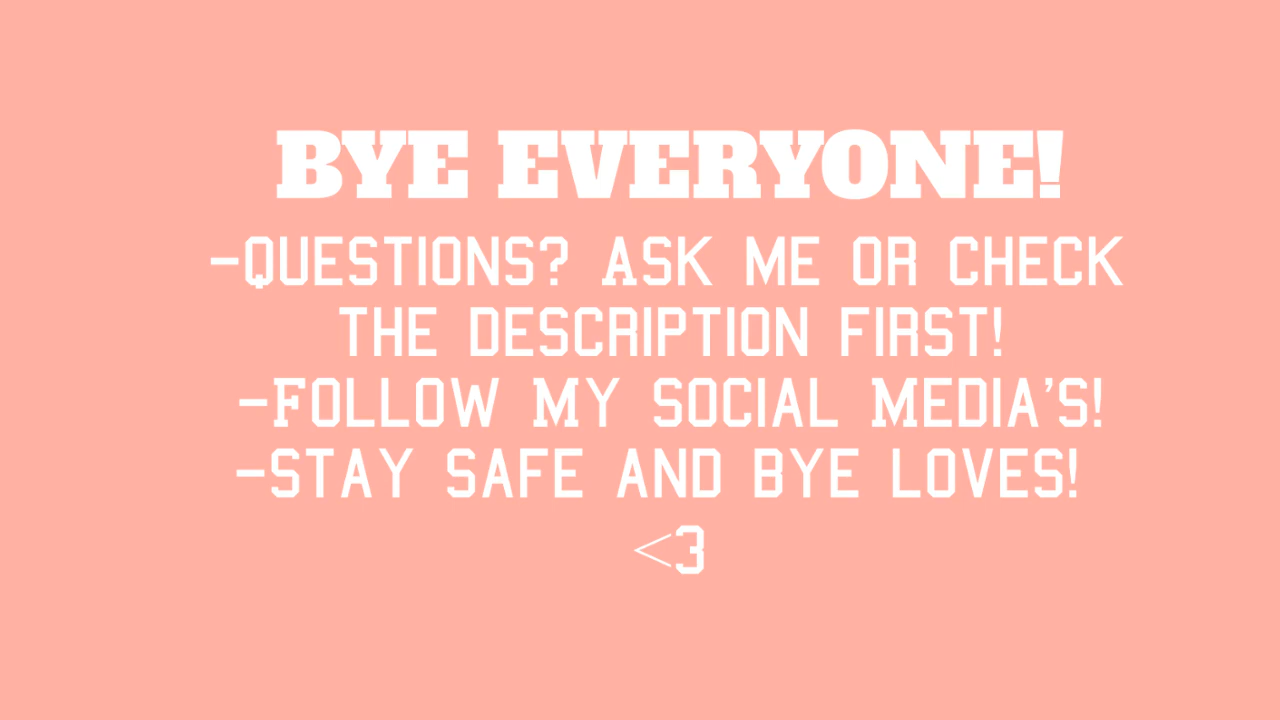 BYE EVERYONE!
-QUESTIONS? ASK ME OR CHECK
THE DESCRIPTION FIRST!
-FOLLOW MY SOCIAL MEDIA'S!
-STAY SAFE AND BYE LOVES!
<3